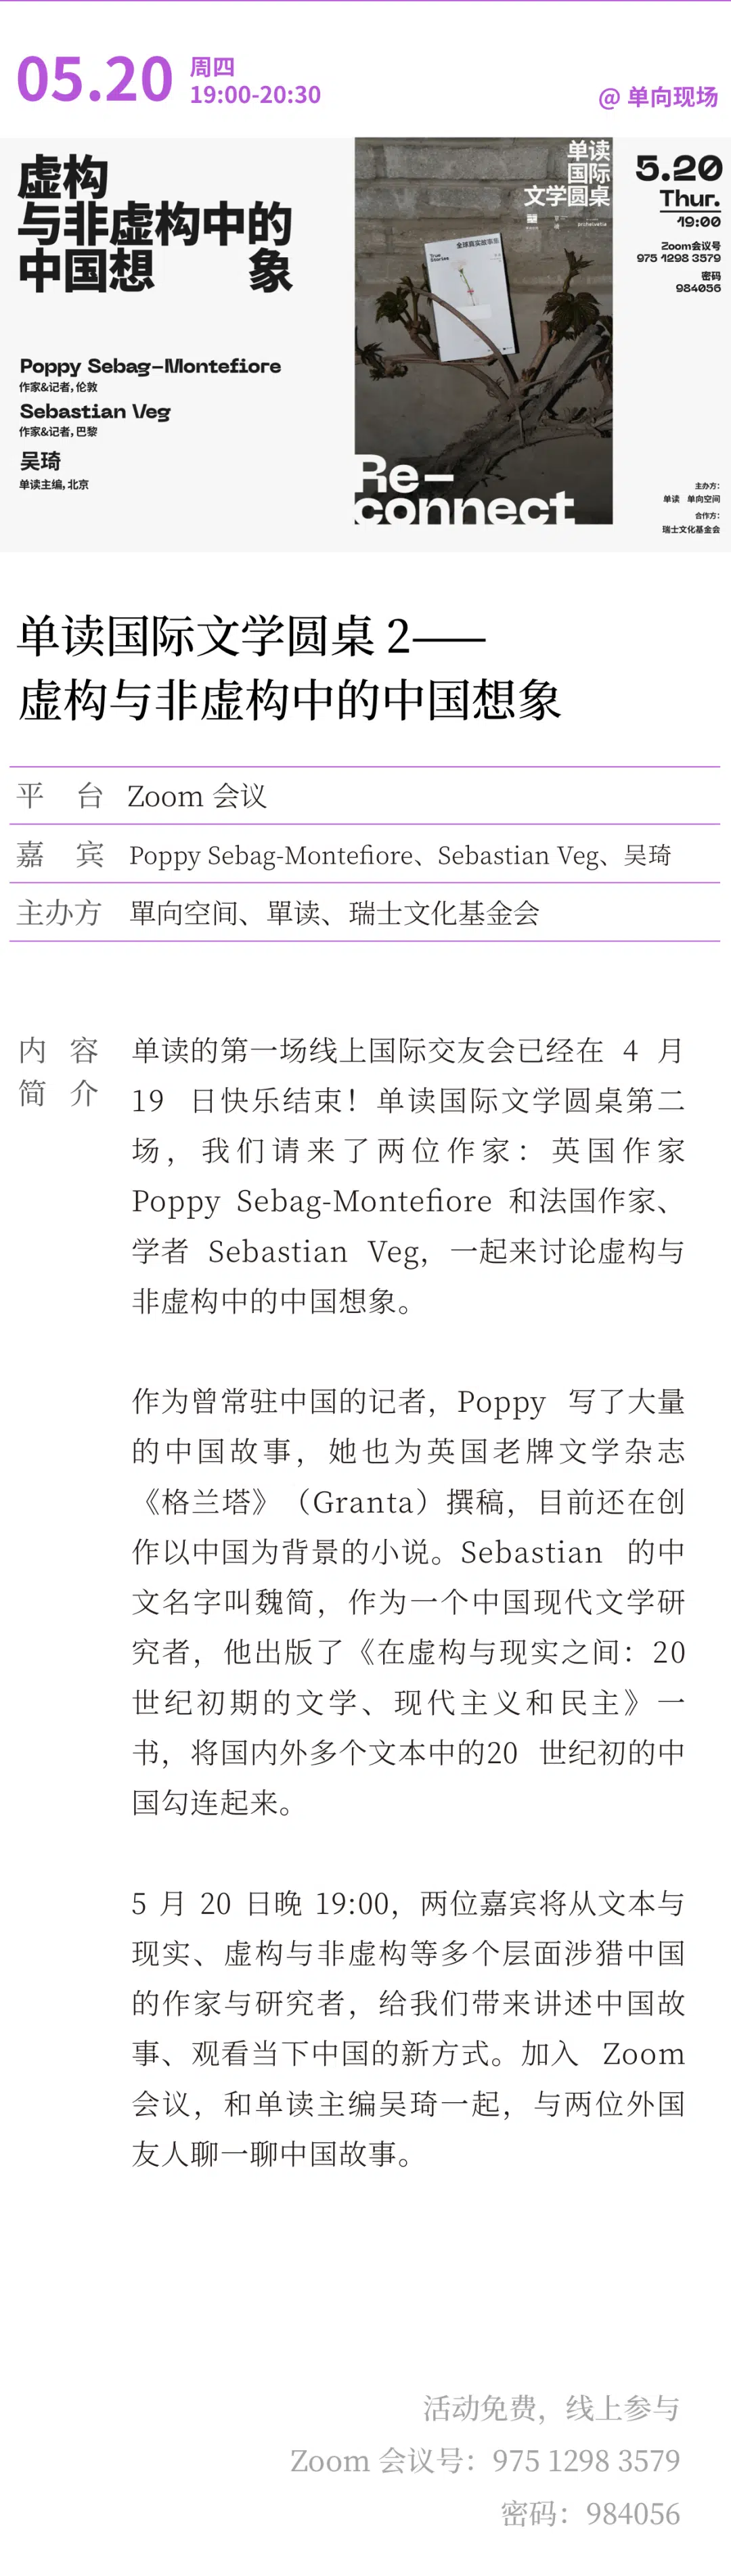 05.20
周四
19:00-20:30
@ 单向现场
虚构
与非虚构中的
中国想 象
Poppy Sebag-Montefiore
作家&记者, 伦敦
Sebastian Veg
作家&记者, 巴黎
吴琦
单读主编, 北京
单读
国际
文学圆桌
prohelvetia
全球真实故事集
True
Stories
Re-
connect
5.20
Thur.
19:00
Zoom会议号
975 1298 3579
密码
984056
主办方:
单读 单向空间
合作方:
瑞士文化基金会
单读国际文学圆桌 2——
虚构与非虚构中的中国想象
平 台 Zoom 会议
嘉 宾 Poppy Sebag-Montefiore、Sebastian Veg、吴琦
主办方 單向空间、單读、瑞士文化基金会
内 容
简 介
单读的第一场线上国际交友会已经在 4 月
19 日快乐结束！单读国际文学圆桌第二
场，我们请来了两位作家：英国作家
Poppy Sebag-Montefiore 和法国作家、
学者 Sebastian Veg，一起来讨论虚构与
非虚构中的中国想象。
作为曾常驻中国的记者，Poppy 写了大量
的中国故事，她也为英国老牌文学杂志
《格兰塔》（Granta）撰稿，目前还在创
作以中国为背景的小说。Sebastian 的中
文名字叫魏简，作为一个中国现代文学研
究者，他出版了《在虚构与现实之间：20
世纪初期的文学、现代主义和民主》一
书，将国内外多个文本中的20 世纪初的中
国勾连起来。
5 月 20 日晚 19:00，两位嘉宾将从文本与
现实、虚构与非虚构等多个层面涉猎中国
的作家与研究者，给我们带来讲述中国故
事、观看当下中国的新方式。加入 Zoom
会议，和单读主编吴琦一起，与两位外国
友人聊一聊中国故事。
活动免费，线上参与
Zoom 会议号：975 1298 3579
密码：984056